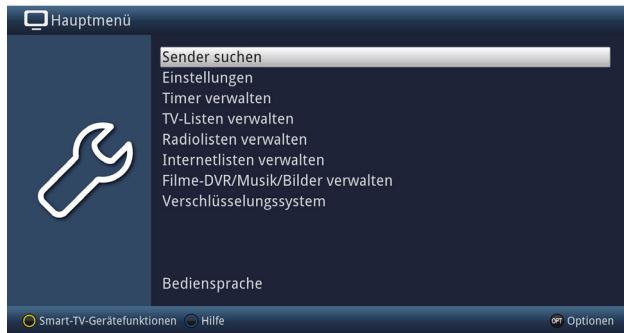 Hauptmenü
Sender suchen
Einstellungen
Timer verwalten
TV-Listen verwalten
Radiolisten verwalten
Internetlisten verwalten
Filme-DVR/Musik/Bilder verwalten
Verschlüsselungssystem
Bediensprache
Smart-TV-Gerätefunktionen Hilfe OPT Optionen